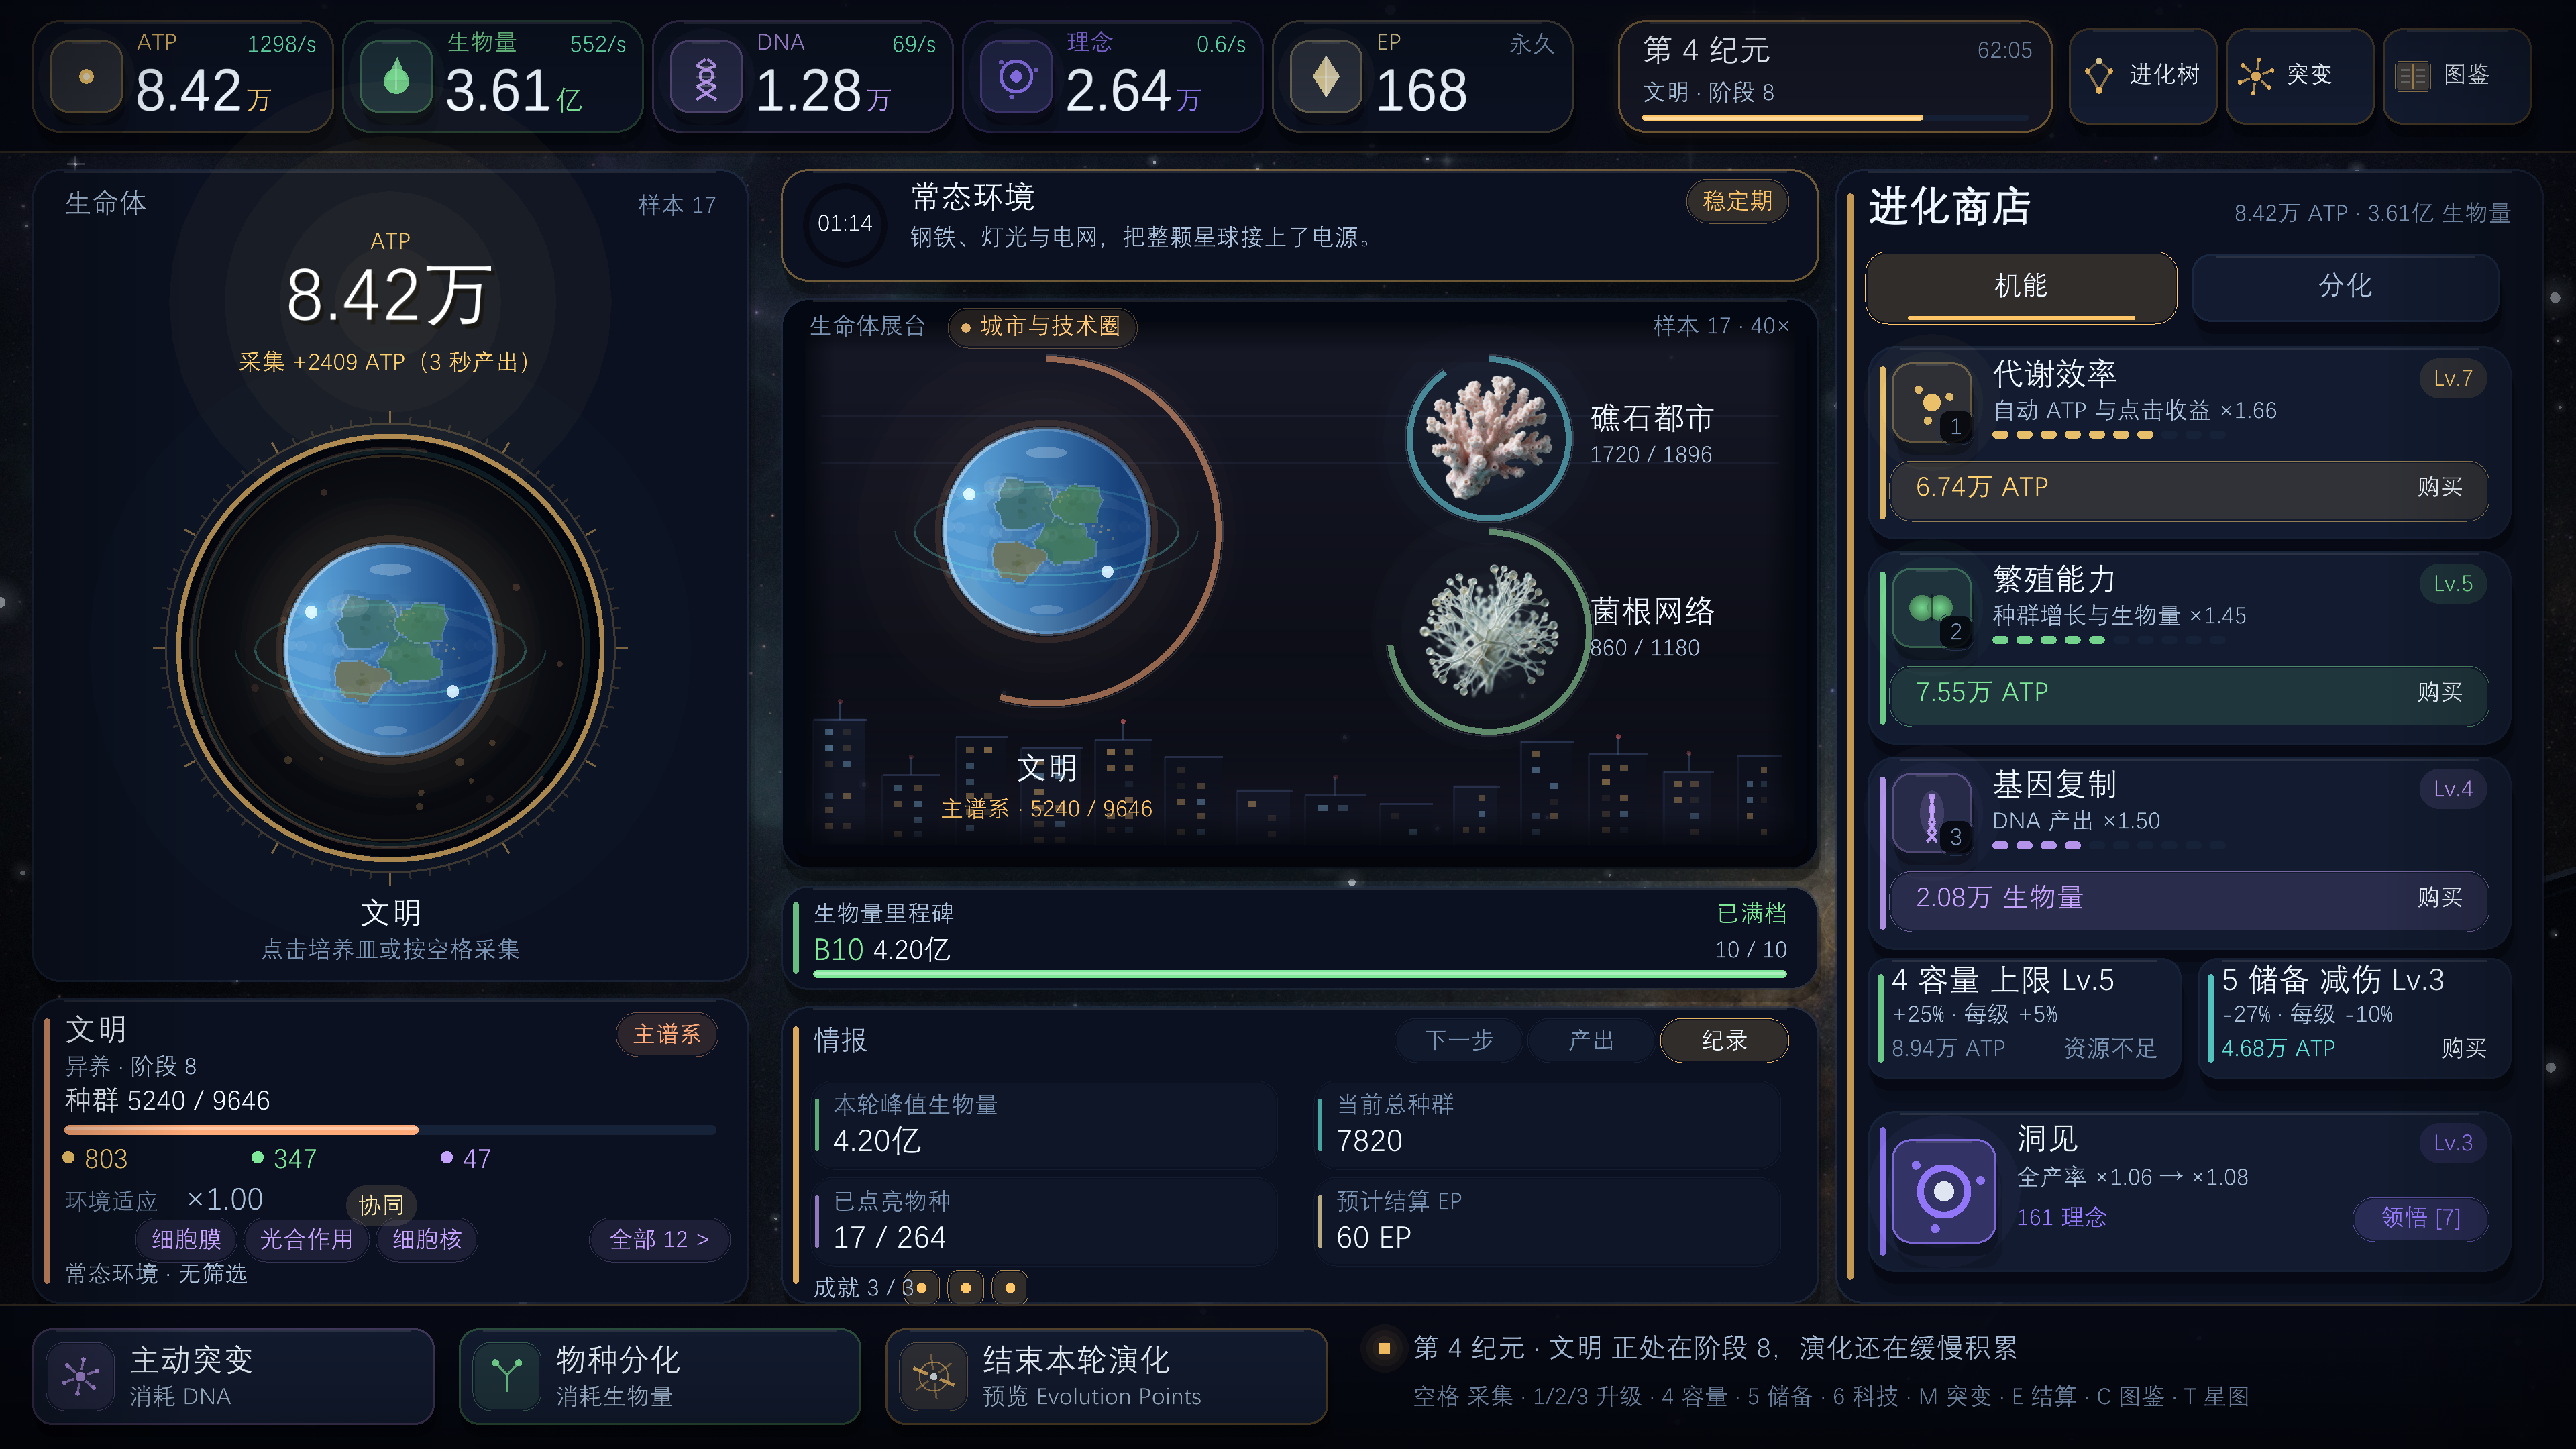 ATP 1298/s
8.42万
生物量 552/s
3.61亿
DNA 69/s
1.28万
理念 0.6/s
2.64万
EP 永久
168
第 4 纪元 62:05
文明 · 阶段 8
进化树
突变
图鉴
生命体 样本 17
ATP
8.42万
采集 +2409 ATP（3 秒产出）
文明
点击培养皿或按空格采集
文明 主谱系
异养 · 阶段 8
种群 5240 / 9646
803 347 47
环境适应 ×1.00 协同
细胞膜 光合作用 细胞核 全部 12 >
常态环境 · 无筛选
01:14
常态环境 稳定期
钢铁、灯光与电网，把整颗星球接上了电源。
生命体展台 城市与技术圈 样本 17 · 40×
礁石都市
1720 / 1896
菌根网络
860 / 1180
文明
主谱系 · 5240 / 9646
生物量里程碑 已满档
B10 4.20亿 10 / 10
情报 下一步 产出 纪录
本轮峰值生物量
4.20亿
当前总种群
7820
已点亮物种
17 / 264
预计结算 EP
60 EP
成就 3 / 3
进化商店 8.42万 ATP · 3.61亿 生物量
机能 分化
代谢效率 Lv.7
自动 ATP 与点击收益 ×1.66
1
6.74万 ATP 购买
繁殖能力 Lv.5
种群增长与生物量 ×1.45
2
7.55万 ATP 购买
基因复制 Lv.4
DNA 产出 ×1.50
3
2.08万 生物量 购买
4 容量 上限 Lv.5
+25% · 每级 +5%
8.94万 ATP 资源不足
5 储备 减伤 Lv.3
-27% · 每级 -10%
4.68万 ATP 购买
洞见 Lv.3
全产率 ×1.06 → ×1.08
161 理念 领悟 [7]
主动突变
消耗 DNA
物种分化
消耗生物量
结束本轮演化
预览 Evolution Points
第 4 纪元 · 文明 正处在阶段 8，演化还在缓慢积累
空格 采集 · 1/2/3 升级 · 4 容量 · 5 储备 · 6 科技 · M 突变 · E 结算 · C 图鉴 · T 星图